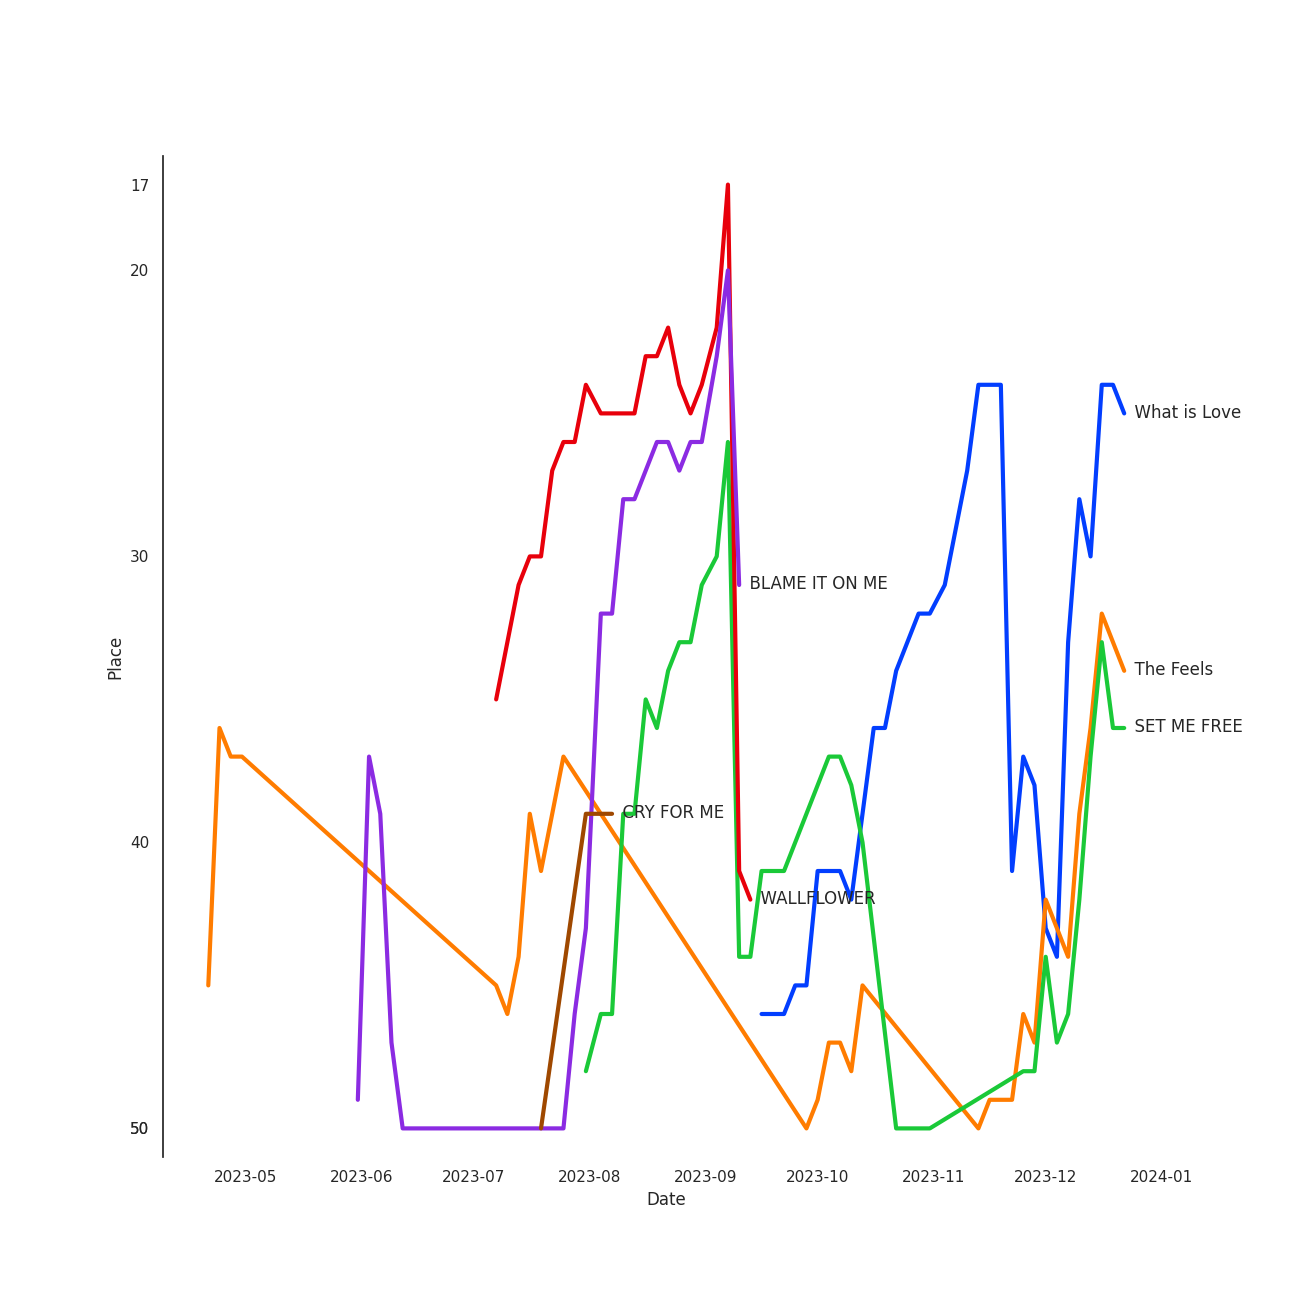 17
20
30
40
50
Place
What is Love
BLAME IT ON ME
The Feels
SET ME FREE
CRY FOR ME
WALLFLOWER
2023-05 2023-06 2023-07 2023-08 2023-09 2023-10 2023-11 2023-12 2024-01
Date